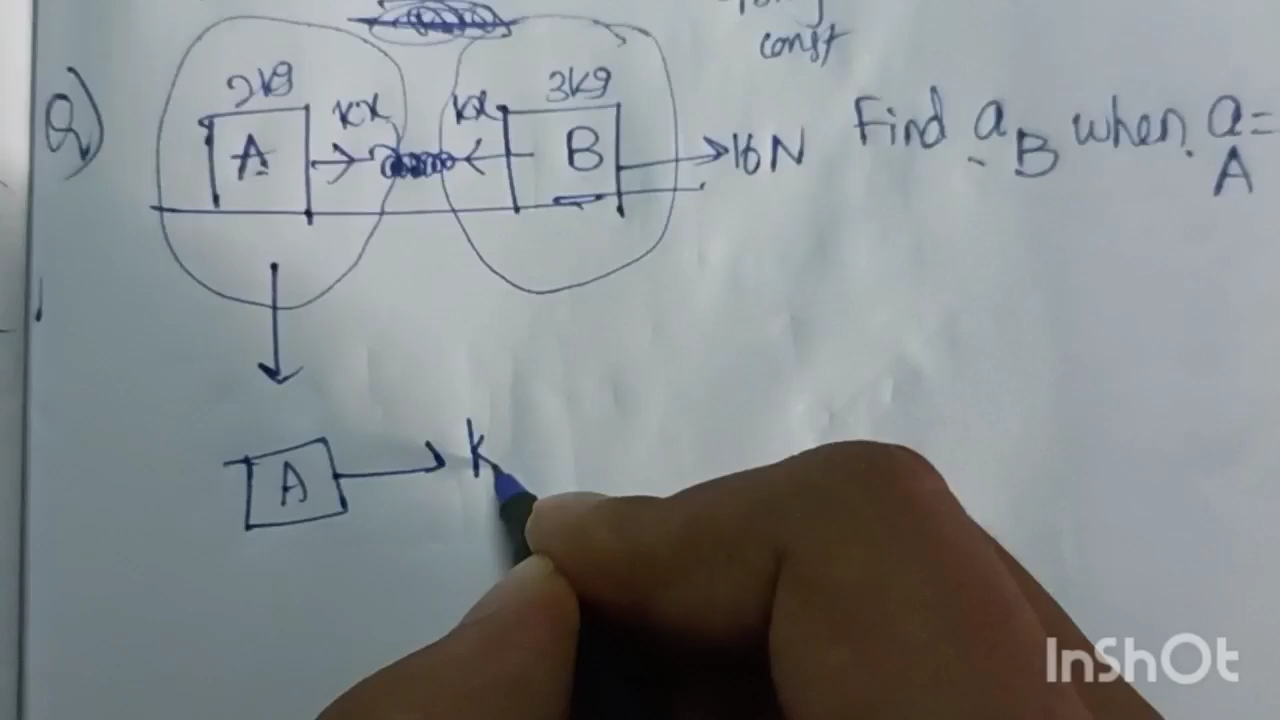 const
Q)
2kg
kx
kx
3kg
A
B
16N
Find a_B when a_A =
A
k
InShOt